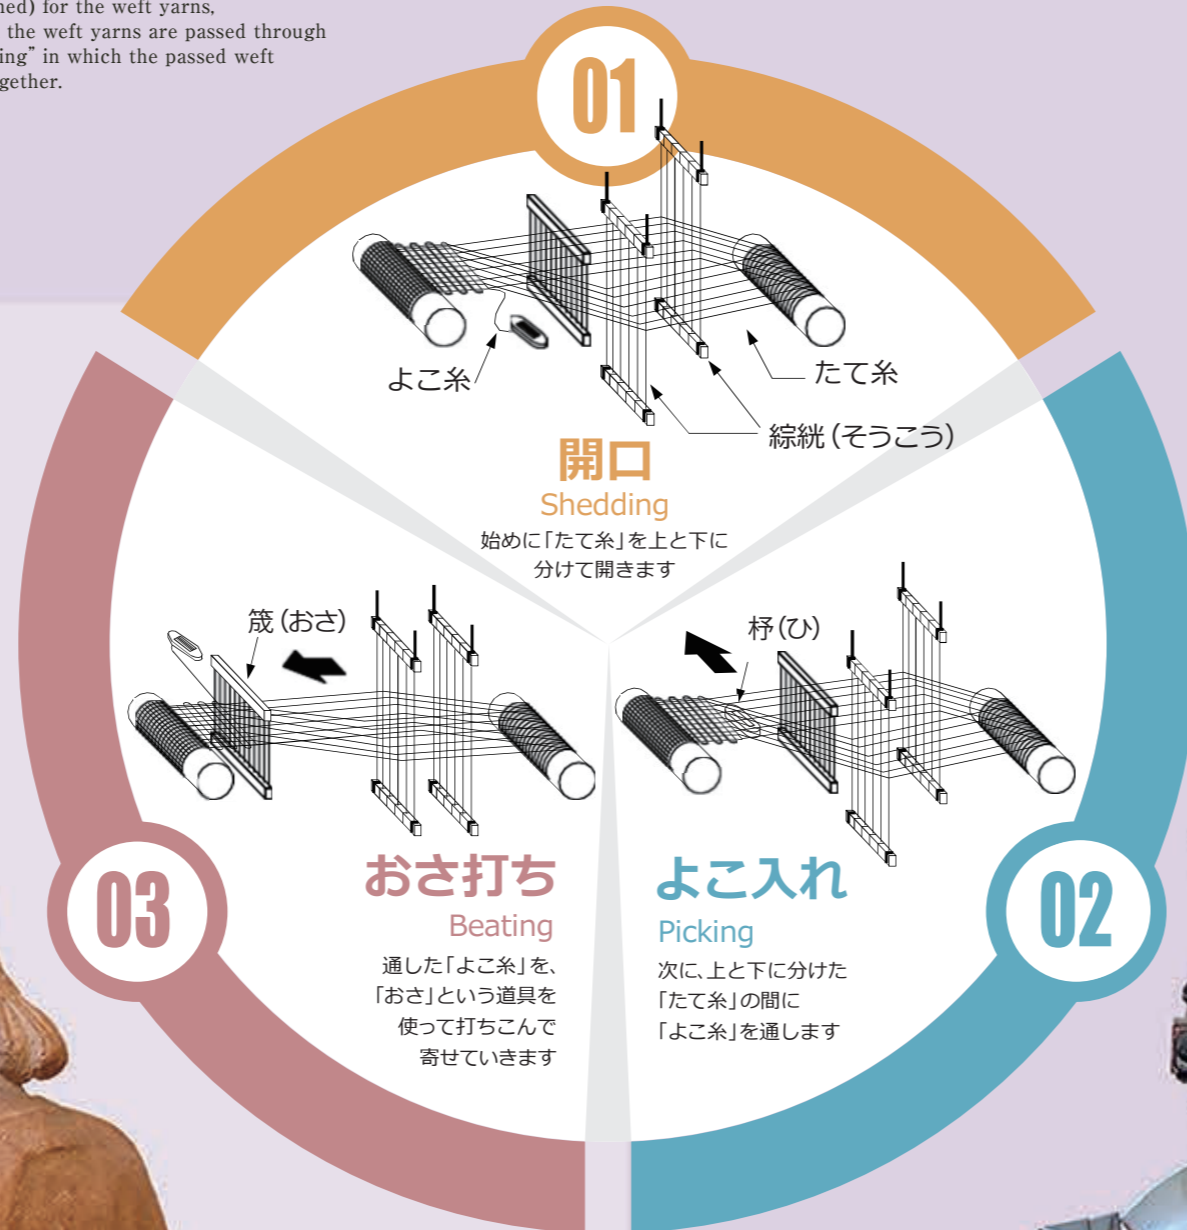 for the weft yarns,
the weft yarns are passed through
in which the passed weft
01
よこ糸
たて糸
綜絖(そうこう)
開口
Shedding
始めに「たて糸」を上と下に
分けて開きます
杼(ひ)
02
よこ入れ
Picking
次に、上と下に分けた
「たて糸」の間に
「よこ糸」を通します
筬(おさ)
03
おさ打ち
Beating
通した「よこ糸」を、
「おさ」という道具を
使って打ちこんで
寄せていきます